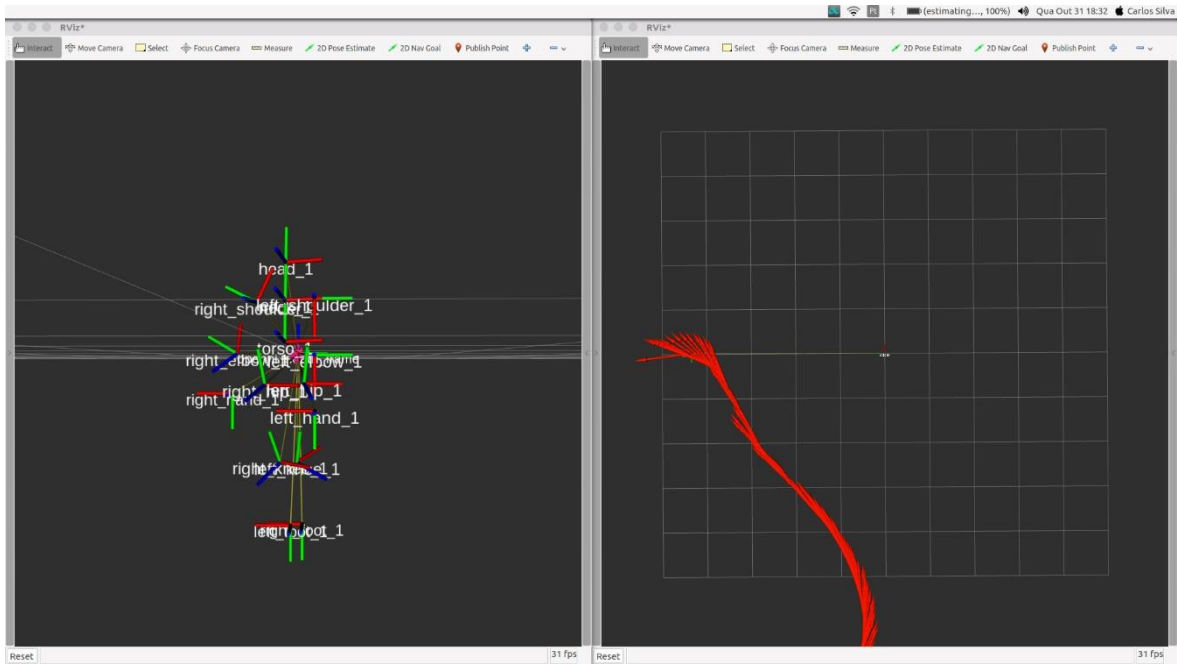 (estimating..., 100%) Qua Out 31 18:32 Carlos Silva
RViz*
Interact Move Camera Select Focus Camera Measure 2D Pose Estimate 2D Nav Goal Publish Point
head_1
left_shoulder_1
right_shoulder_1
torso_1
right_elbow_1
left_elbow_1
right_hip_1
left_hip_1
right_hand_1
left_hand_1
right_knee_1
left_knee_1
left_foot_1
right_foot_1
Reset 31 fps
RViz*
Interact Move Camera Select Focus Camera Measure 2D Pose Estimate 2D Nav Goal Publish Point
Reset 31 fps